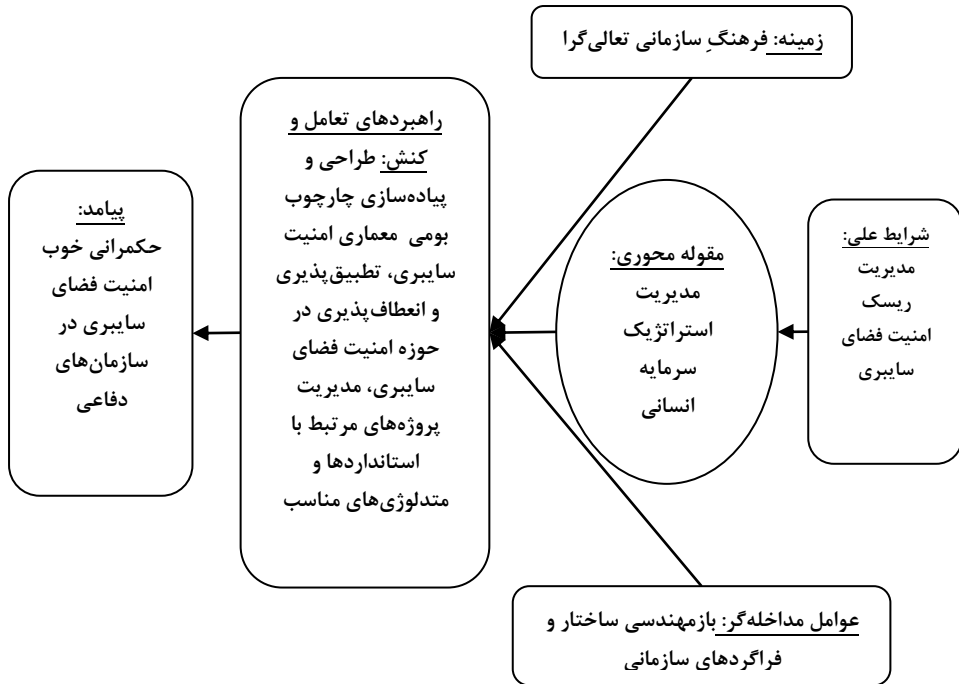 زمینه: فرهنگِ سازمانی تعالی‌گرا
شرایط علی:
مدیریت
ریسک
امنیت فضای
سایبری
مقوله محوری:
مدیریت
استراتژیک
سرمایه
انسانی
راهبردهای تعامل و
کنش: طراحی و
پیاده‌سازی چارچوب
بومی معماری امنیت
سایبری، تطبیق‌پذیری
و انعطاف‌پذیری در
حوزه امنیت فضای
سایبری، مدیریت
پروژه‌های مرتبط با
استانداردها و
متدلوژی‌های مناسب
پیامد:
حکمرانی خوب
امنیت فضای
سایبری در
سازمان‌های
دفاعی
عوامل مداخله‌گر: بازمهندسی ساختار و
فراگردهای سازمانی